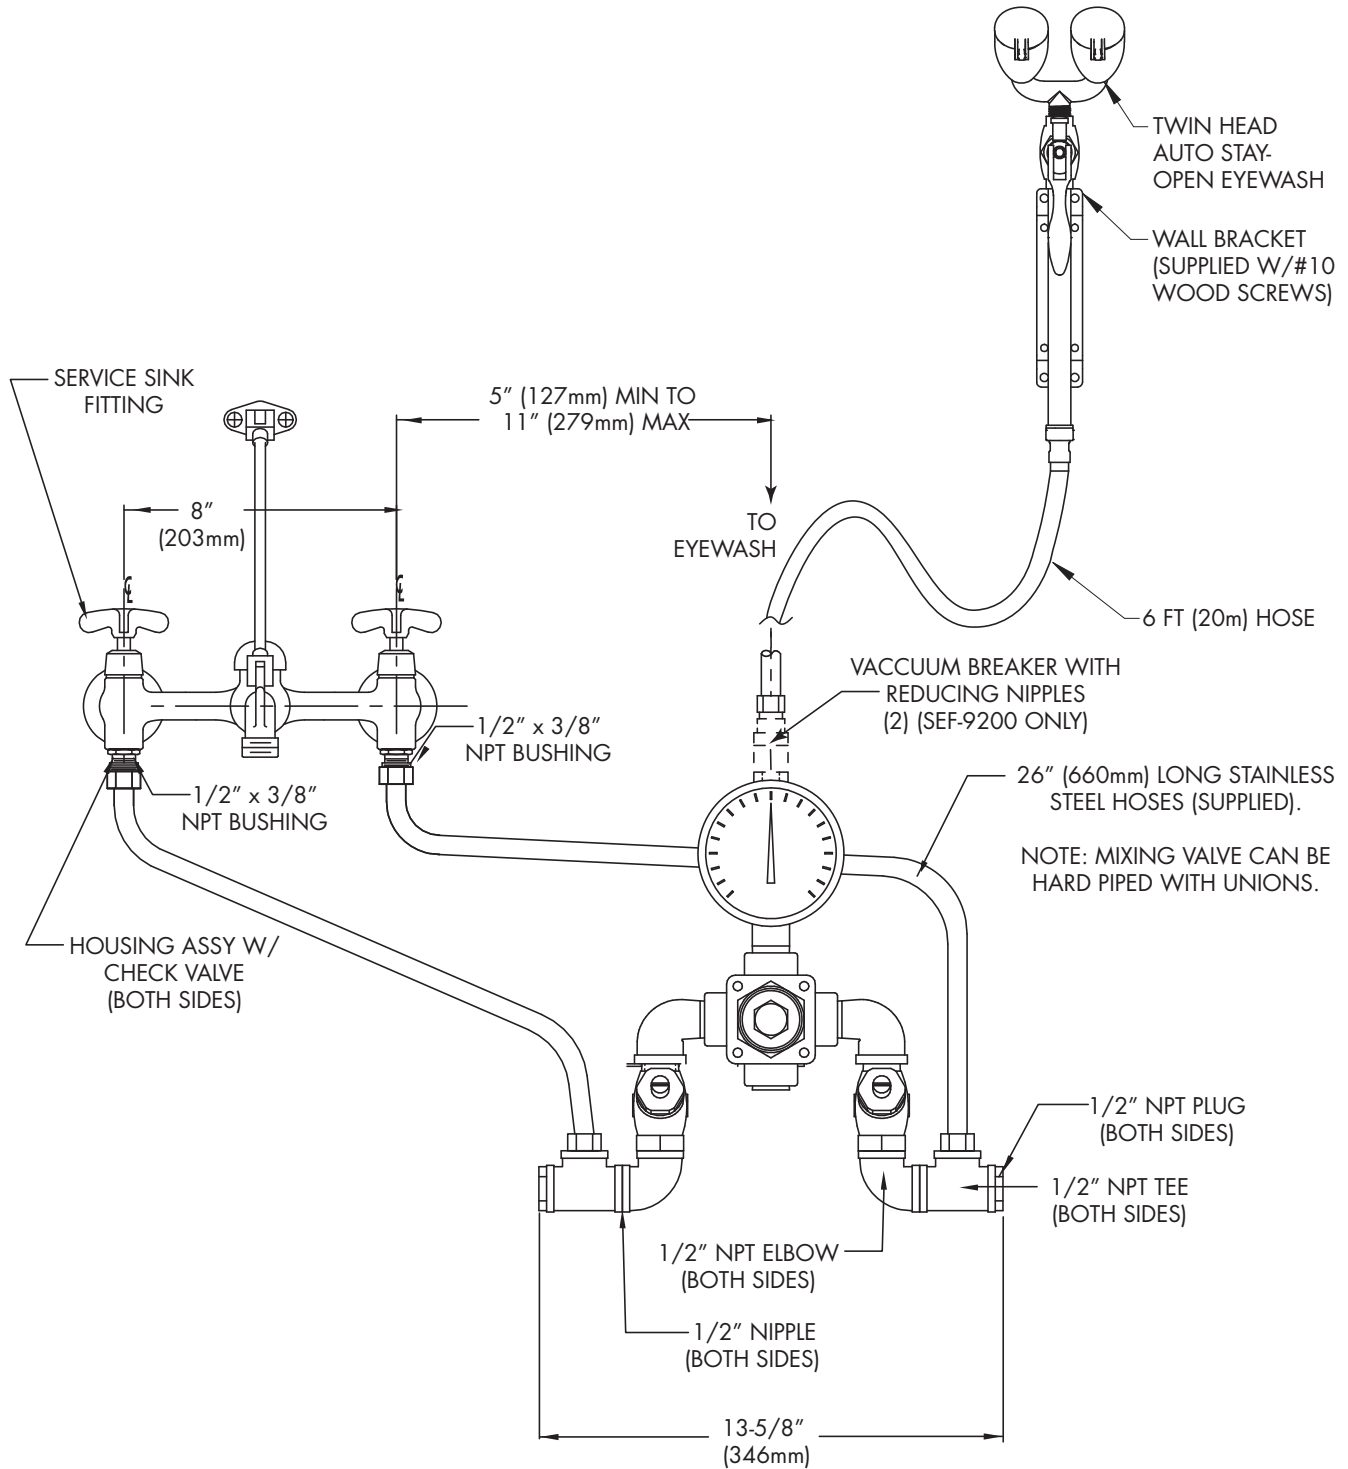 TWIN HEAD
AUTO STAY-
OPEN EYEWASH
WALL BRACKET
(SUPPLIED W/#10
WOOD SCREWS)
SERVICE SINK
FITTING
5” (127mm) MIN TO
11” (279mm) MAX
8”
(203mm)
TO
EYEWASH
℄
℄
6 FT (20m) HOSE
VACCUUM BREAKER WITH
REDUCING NIPPLES
(2) (SEF-9200 ONLY)
1/2” x 3/8”
NPT BUSHING
26” (660mm) LONG STAINLESS
STEEL HOSES (SUPPLIED).
1/2” x 3/8”
NPT BUSHING
NOTE: MIXING VALVE CAN BE
HARD PIPED WITH UNIONS.
HOUSING ASSY W/
CHECK VALVE
(BOTH SIDES)
1/2” NPT PLUG
(BOTH SIDES)
1/2” NPT TEE
(BOTH SIDES)
1/2” NPT ELBOW
(BOTH SIDES)
1/2” NIPPLE
(BOTH SIDES)
13-5/8”
(346mm)